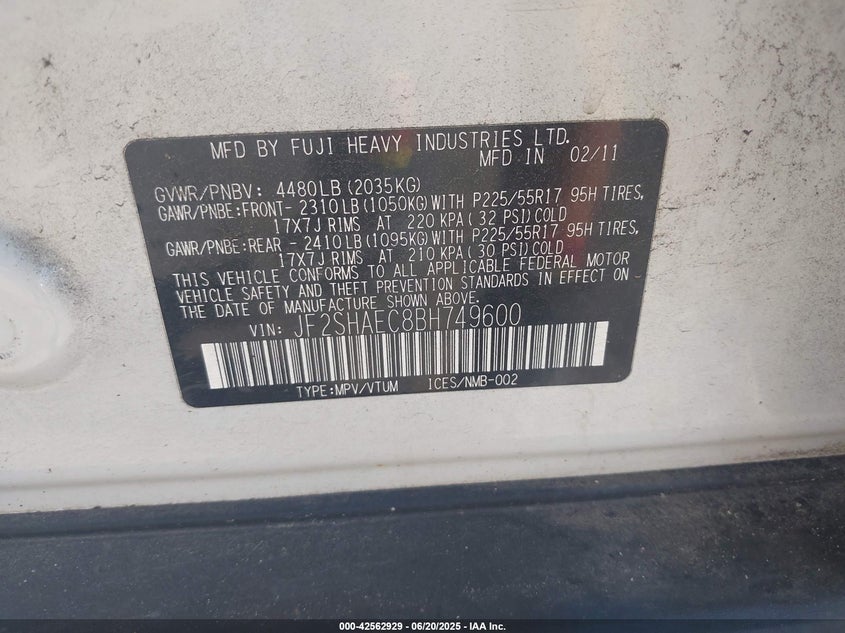 MFD BY FUJI HEAVY INDUSTRIES LTD.
MFD IN 02/11
GVWR/PNBV: 4480LB(2035KG)
GAWR/PNBE:FRONT-2310LB(1050KG)WITH P225/55R17 95H TIRES,
17X7J RIMS AT 220 KPA(32 PSI)COLD
GAWR/PNBE:REAR -2410LB(1095KG)WITH P225/55R17 95H TIRES,
17X7J RIMS AT 210 KPA(30 PSI)COLD
THIS VEHICLE CONFORMS TO ALL APPLICABLE FEDERAL MOTOR
VEHICLE SAFETY AND THEFT PREVENTION STANDARDS IN EFFECT ON
THE DATE OF MANUFACTURE SHOWN ABOVE.
VIN: JF2SHAEC8BH749600
TYPE:MPV/VTUM ICES/NMB-002
000-42562929 - 06/20/2025 - IAA Inc.